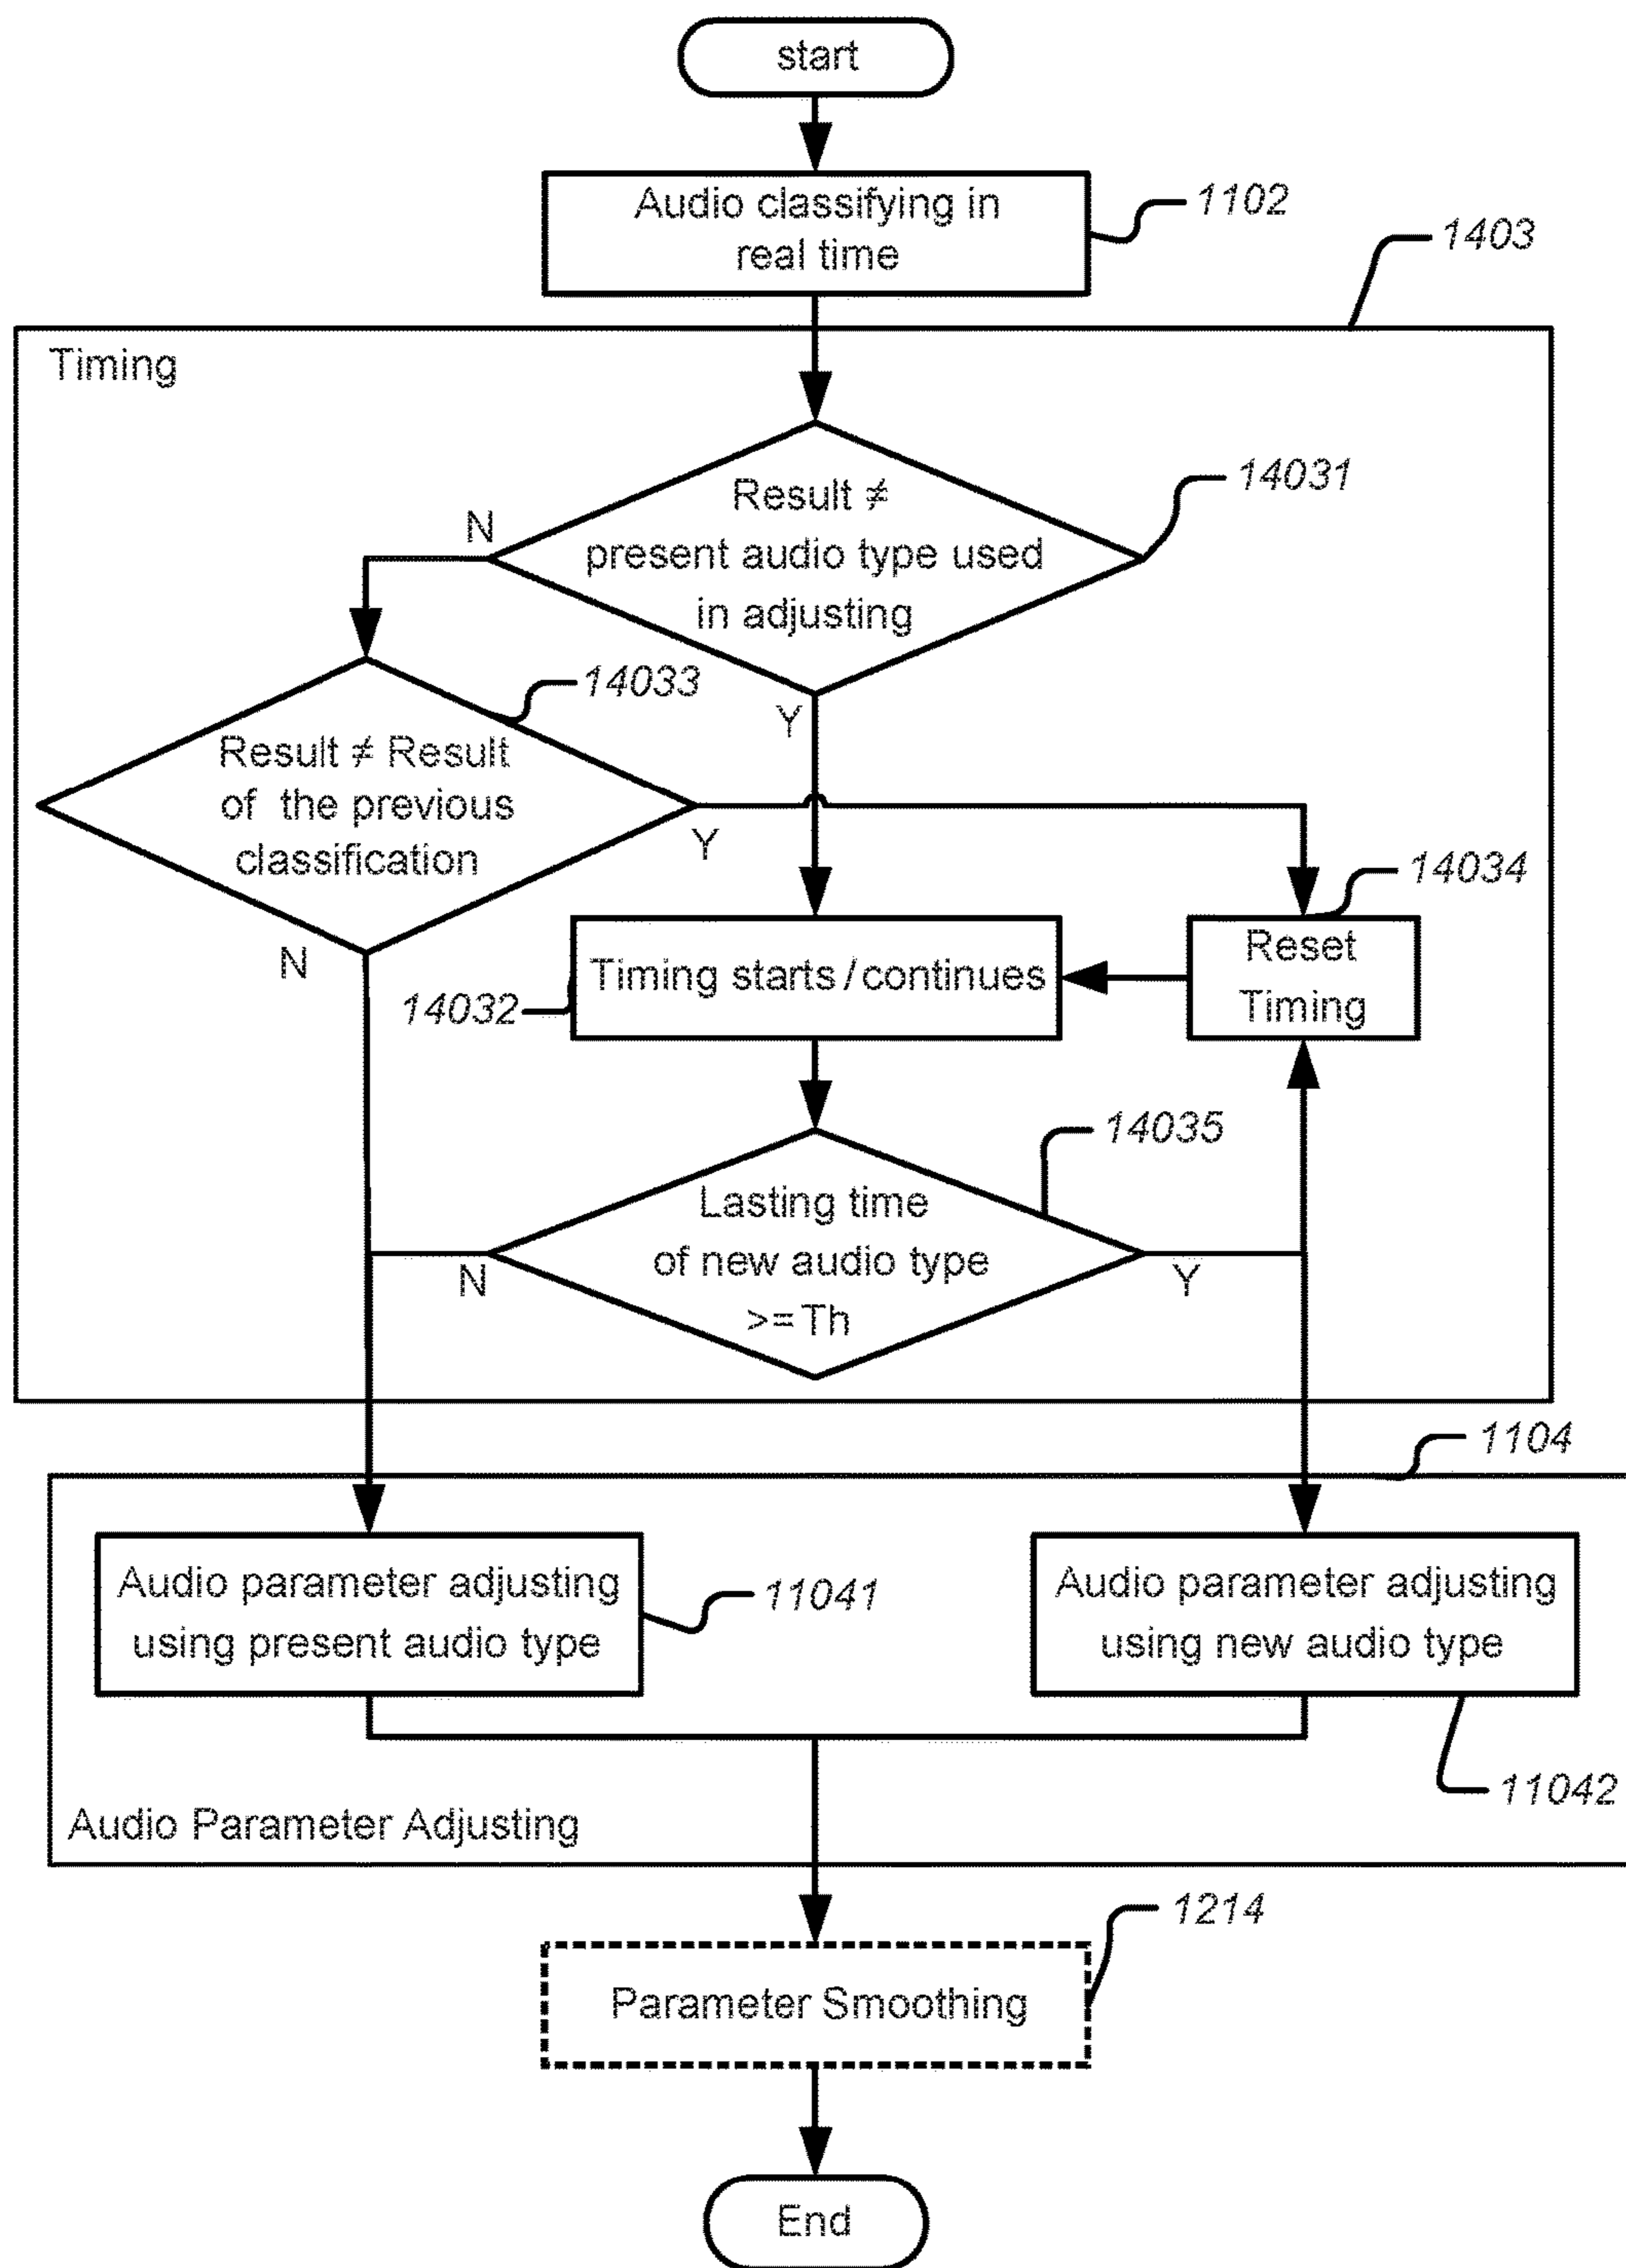 start
Audio classifying in
real time
1102
1403
Timing
Result ≠
present audio type used
in adjusting
14031
N
Y
14033
Result ≠ Result
of the previous
classification
Y
N
14034
Reset
Timing
Timing starts/continues
14032
14035
Lasting time
of new audio type
>=Th
N
Y
1104
Audio parameter adjusting
using present audio type
11041
Audio parameter adjusting
using new audio type
11042
Audio Parameter Adjusting
1214
Parameter Smoothing
End